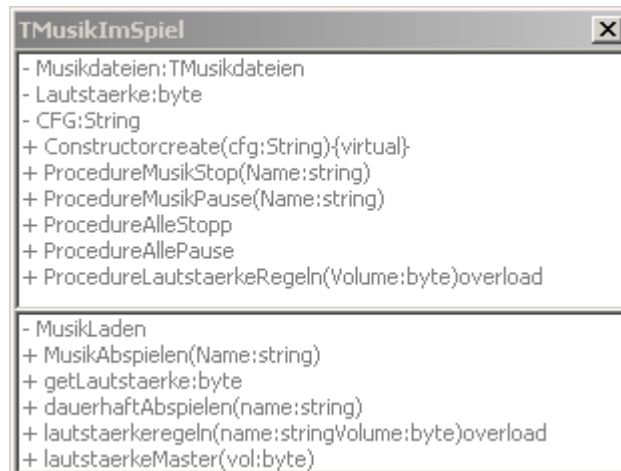 TMusikImSpiel
- Musikdateien:TMusikdateien
- Lautstaerke:byte
- CFG:String
+ Constructorcreate(cfg:String){virtual}
+ ProcedureMusikStop(Name:string)
+ ProcedureMusikPause(Name:string)
+ ProcedureAlleStopp
+ ProcedureAllePause
+ ProcedureLautstaerkeRegeln(Volume:byte)overload
- MusikLaden
+ MusikAbspielen(Name:string)
+ getLautstaerke:byte
+ dauerhaftAbspielen(name:string)
+ lautstaerkeregeln(name:stringVolume:byte)overload
+ lautstaerkeMaster(vol:byte)